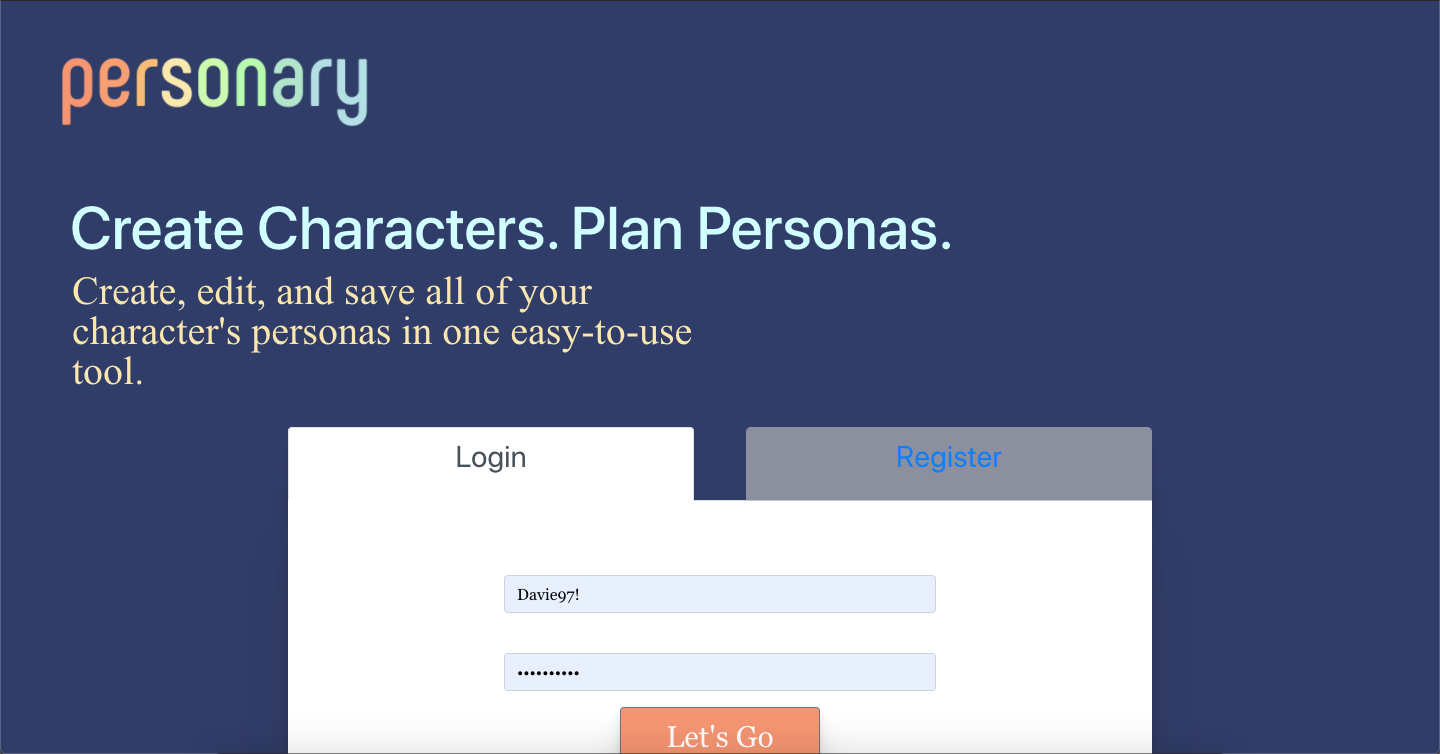 personary
Create Characters. Plan Personas.
Create, edit, and save all of your
character's personas in one easy-to-use
tool.
Login
Register
Davie97!
••••••••••
Let's Go